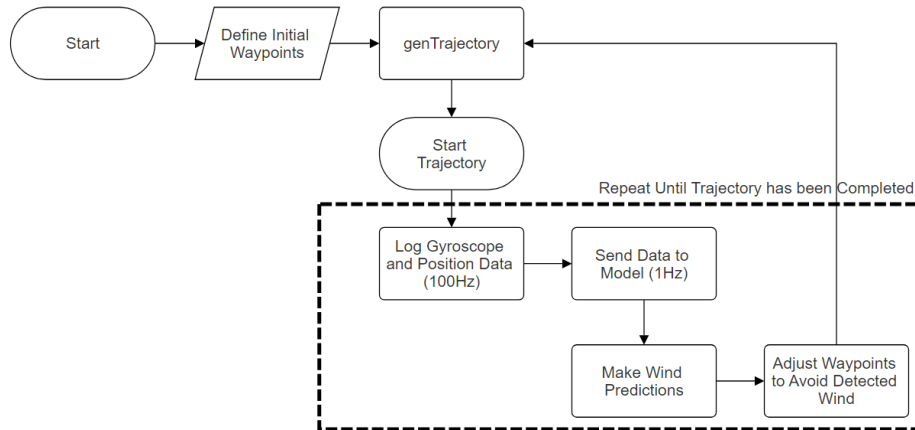 Start
Define Initial
Waypoints
genTrajectory
Start
Trajectory
Repeat Until Trajectory has been Completed
Log Gyroscope
and Position Data
(100Hz)
Send Data to
Model (1Hz)
Make Wind
Predictions
Adjust Waypoints
to Avoid Detected
Wind